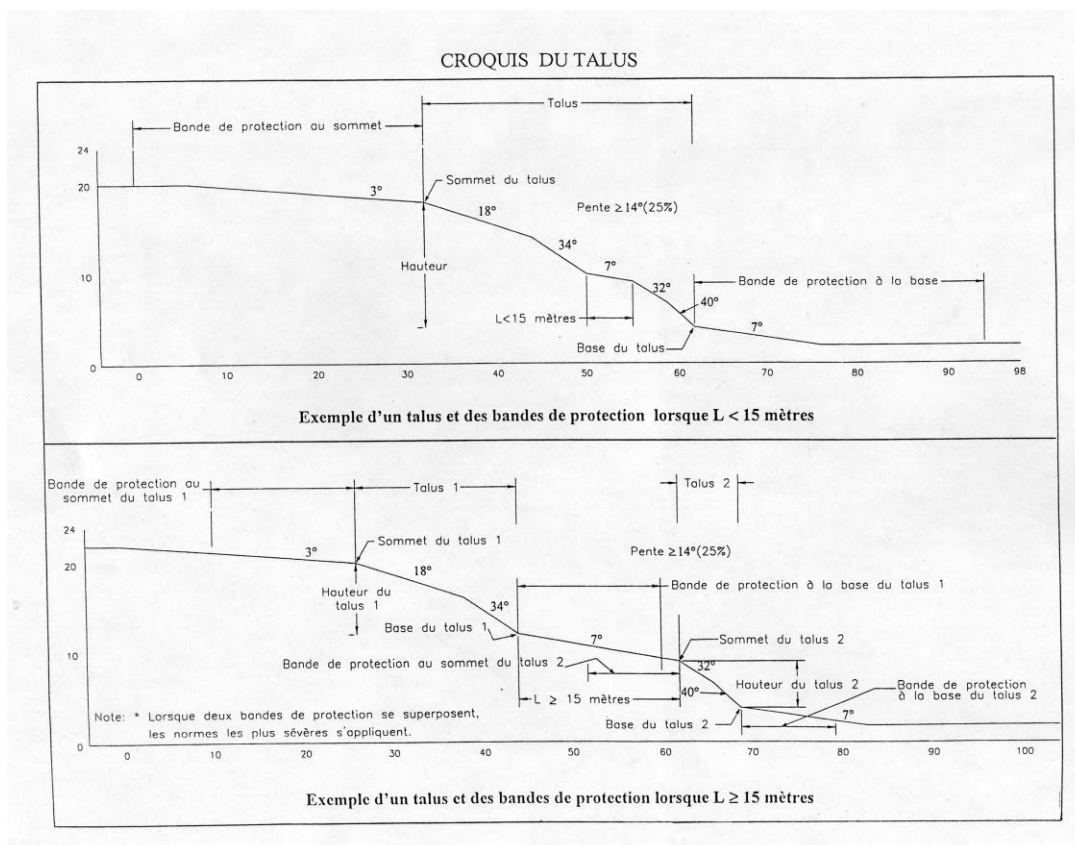 CROQUIS DU TALUS
Talus
Bande de protection au sommet
24
20
3°
Sommet du talus
18°
Pente ≥14°(25%)
34°
Hauteur
7°
10
32°
Bande de protection à la base
40°
L<15 mètres
7°
Base du talus
0
0
10
20
30
40
50
60
70
80
90
98
Exemple d'un talus et des bandes de protection lorsque L < 15 mètres
Bande de protection au
sommet du talus 1
Talus 1
Talus 2
24
Sommet du talus 1
3°
Pente ≥14°(25%)
20
18°
Hauteur du
talus 1
Bande de protection à la base du talus 1
34°
Base du talus 1
7°
Sommet du talus 2
10
Bande de protection au sommet du talus 2
32°
Hauteur du talus 2
Bande de protection
à la base du talus 2
L ≥ 15 mètres
40°
Note: * Lorsque deux bandes de protection se superposent,
les normes les plus sévères s'appliquent.
Base du talus 2
7°
0
0
10
20
30
40
50
60
70
80
90
100
Exemple d'un talus et des bandes de protection lorsque L ≥ 15 mètres